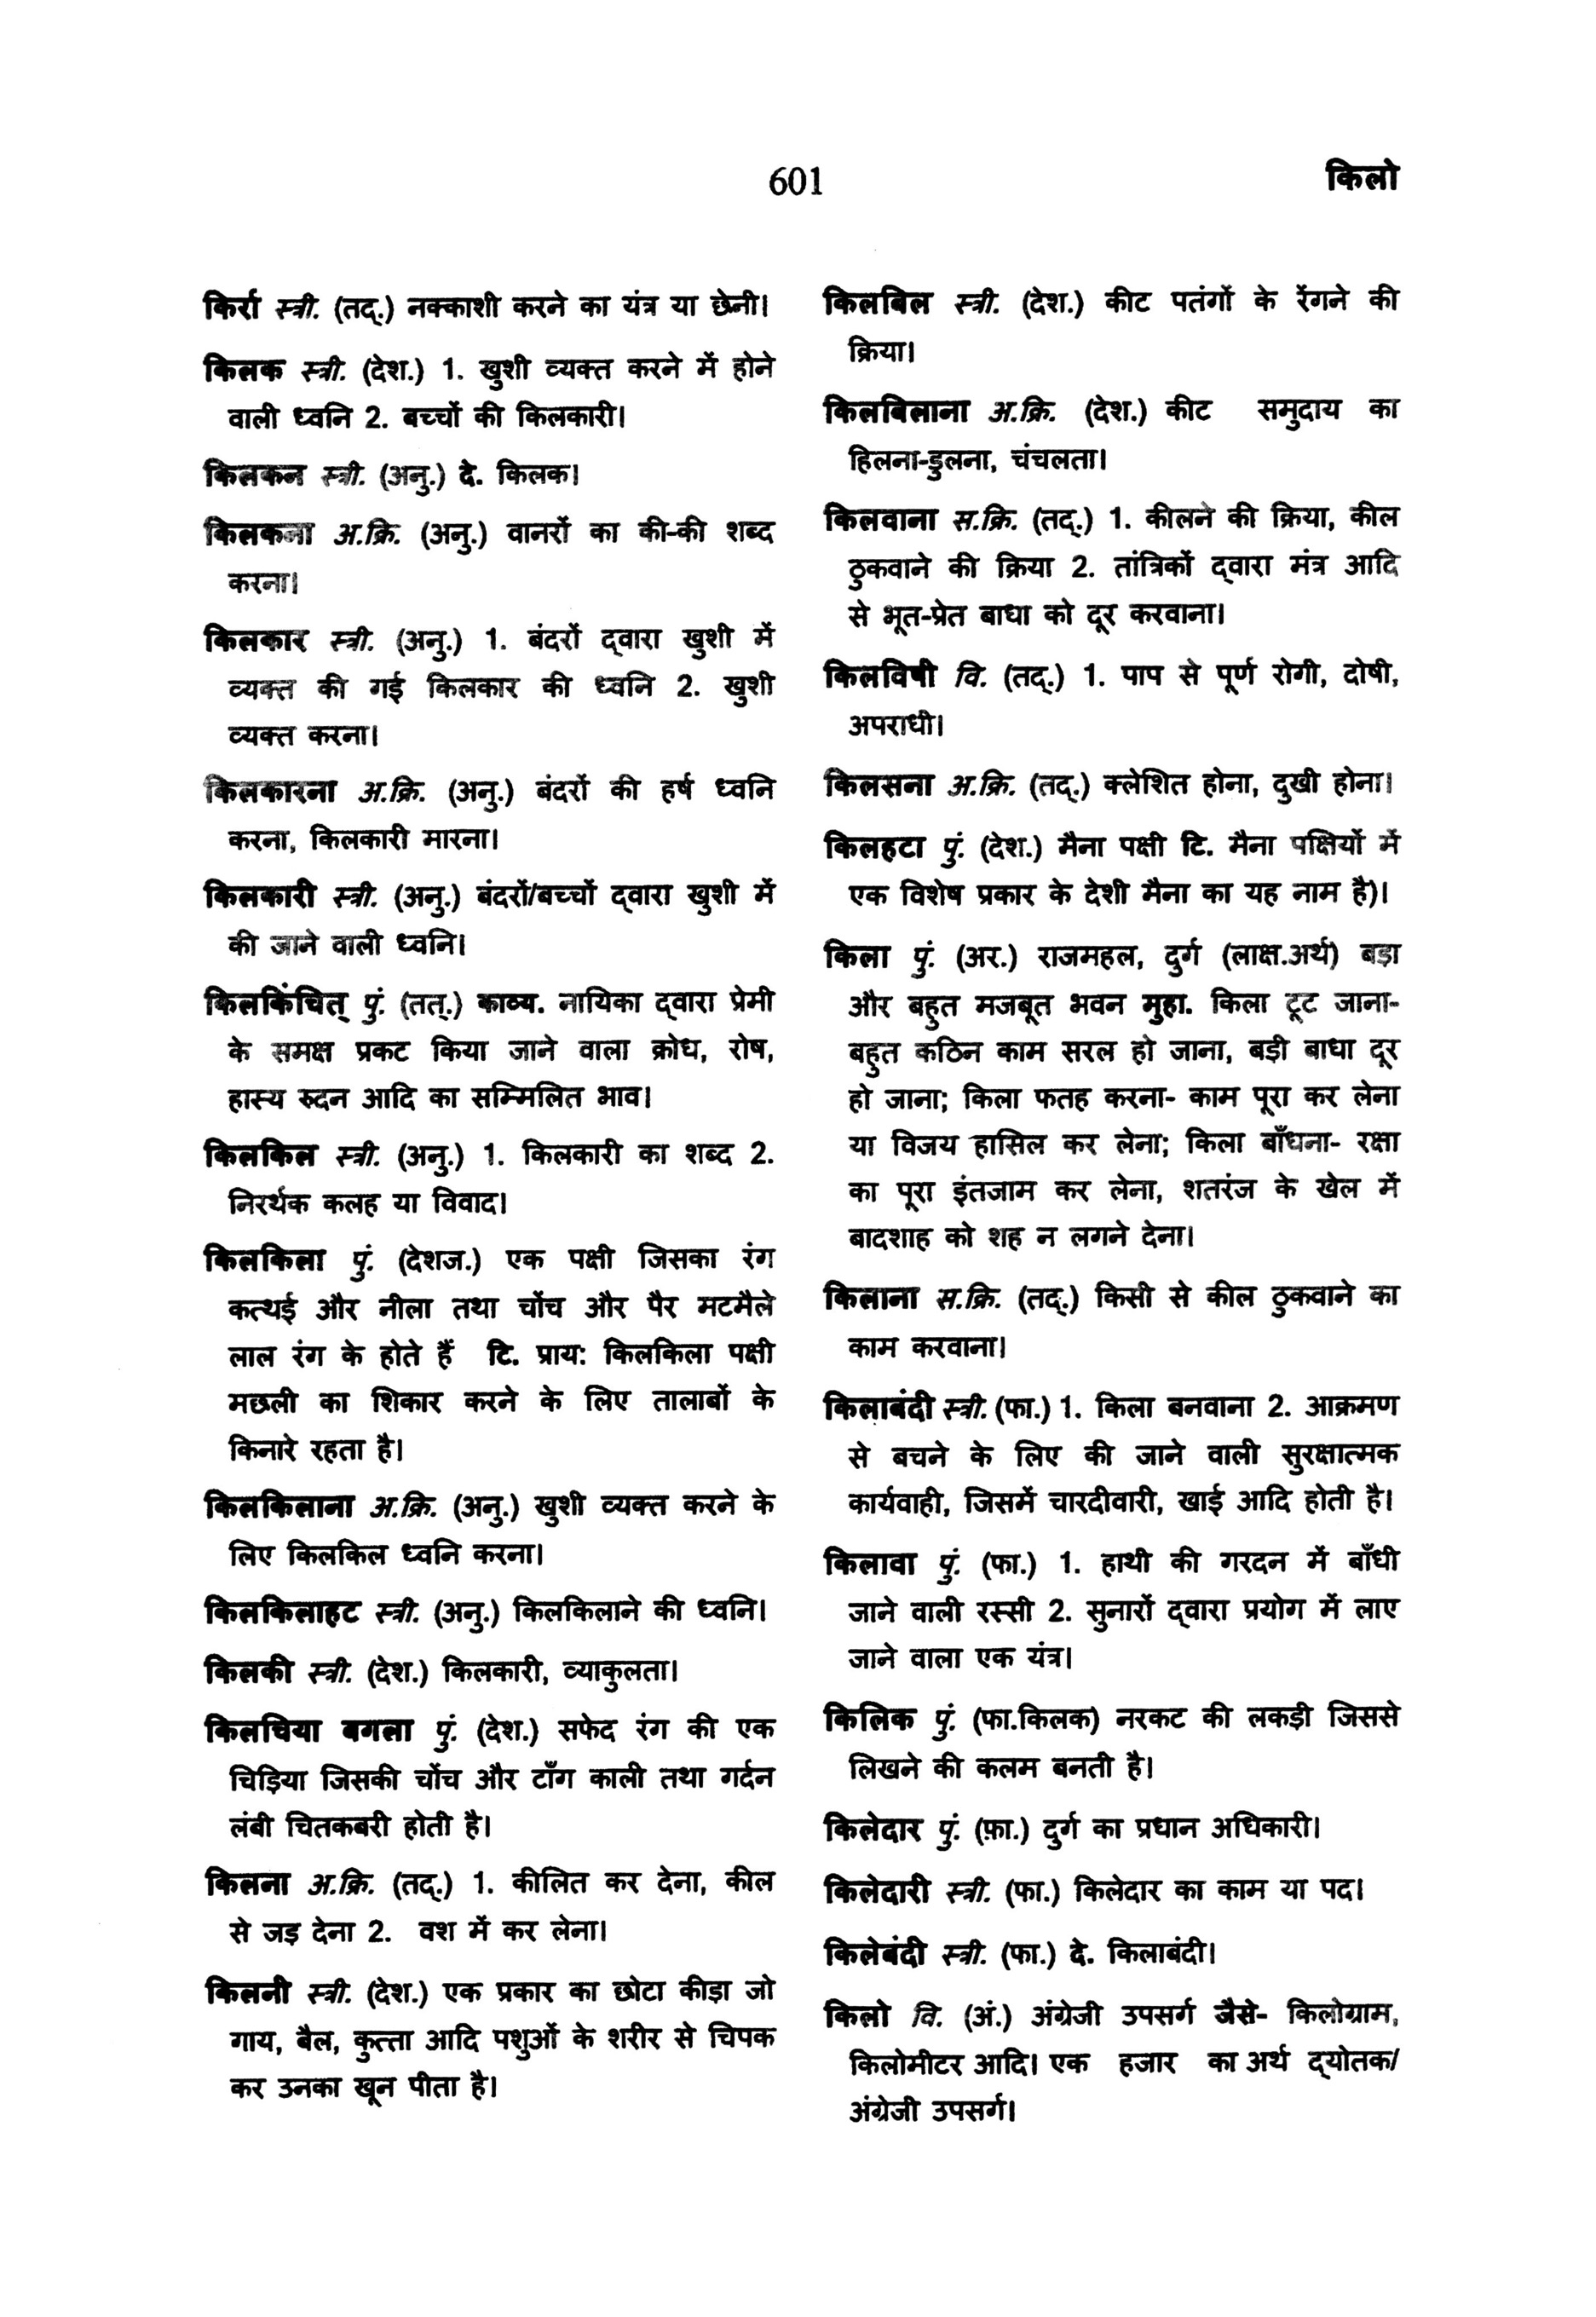 601
किलो
किर्रा स्त्री. (तद्.) नक्काशी करने का यंत्र या छेनी।
किलक स्त्री. (देश.) 1. खुशी व्यक्त करने में होने
वाली ध्वनि 2. बच्चों की किलकारी।
किलकन स्त्री. (अनु.) दे. किलक।
किलकना अ.क्रि. (अनु.) वानरों का की-की शब्द
करना।
किलकार स्त्री. (अनु.) 1. बंदरों द्वारा खुशी में
व्यक्त की गई किलकार की ध्वनि 2. खुशी
व्यक्त करना।
किलकारना अ.क्रि. (अनु.) बंदरों की हर्ष ध्वनि
करना, किलकारी मारना।
किलकारी स्त्री. (अनु.) बंदरों/बच्चों द्वारा खुशी में
की जाने वाली ध्वनि।
किलकिंचित् पुं. (तत्.) काव्य. नायिका द्वारा प्रेमी
के समक्ष प्रकट किया जाने वाला क्रोध, रोष,
हास्य रुदन आदि का सम्मिलित भाव।
किलकिल स्त्री. (अनु.) 1. किलकारी का शब्द 2.
निरर्थक कलह या विवाद।
किलकिला पुं. (देशज.) एक पक्षी जिसका रंग
कत्थई और नीला तथा चोंच और पैर मटमैले
लाल रंग के होते हैं टि. प्राय: किलकिला पक्षी
मछली का शिकार करने के लिए तालाबों के
किनारे रहता है।
किलकिलाना अ.क्रि. (अनु.) खुशी व्यक्त करने के
लिए किलकिल ध्वनि करना।
किलकिलाहट स्त्री. (अनु.) किलकिलाने की ध्वनि।
किलकी स्त्री. (देश.) किलकारी, व्याकुलता।
किलचिया बगला पुं. (देश.) सफेद रंग की एक
चिड़िया जिसकी चोंच और टाँग काली तथा गर्दन
लंबी चितकबरी होती है।
किलना अ.क्रि. (तद्.) 1. कीलित कर देना, कील
से जड़ देना 2. वश में कर लेना।
किलनी स्त्री. (देश.) एक प्रकार का छोटा कीड़ा जो
गाय, बैल, कुत्ता आदि पशुओं के शरीर से चिपक
कर उनका खून पीता है।
किलबिल स्त्री. (देश.) कीट पतंगों के रेंगने की
क्रिया।
किलबिलाना अ.क्रि. (देश.) कीट समुदाय का
हिलना-डुलना, चंचलता।
किलवाना स.क्रि. (तद्.) 1. कीलने की क्रिया, कील
ठुकवाने की क्रिया 2. तांत्रिकों द्वारा मंत्र आदि
से भूत-प्रेत बाधा को दूर करवाना।
किलविषी वि. (तद्.) 1. पाप से पूर्ण रोगी, दोषी,
अपराधी।
किलसना अ.क्रि. (तद्.) क्लेशित होना, दुखी होना।
किलहटा पुं. (देश.) मैना पक्षी टि. मैना पक्षियों में
एक विशेष प्रकार के देशी मैना का यह नाम है)।
किला पुं. (अर.) राजमहल, दुर्ग (लाक्ष.अर्थ) बड़ा
और बहुत मजबूत भवन मुहा. किला टूट जाना-
बहुत कठिन काम सरल हो जाना, बड़ी बाधा दूर
हो जाना; किला फतह करना- काम पूरा कर लेना
या विजय हासिल कर लेना; किला बाँधना- रक्षा
का पूरा इंतजाम कर लेना, शतरंज के खेल में
बादशाह को शह न लगने देना।
किलाना स.क्रि. (तद्.) किसी से कील ठुकवाने का
काम करवाना।
किलाबंदी स्त्री. (फा.) 1. किला बनवाना 2. आक्रमण
से बचने के लिए की जाने वाली सुरक्षात्मक
कार्यवाही, जिसमें चारदीवारी, खाई आदि होती है।
किलावा पुं. (फा.) 1. हाथी की गरदन में बाँधी
जाने वाली रस्सी 2. सुनारों द्वारा प्रयोग में लाए
जाने वाला एक यंत्र।
किलिक पुं. (फा.किलक) नरकट की लकड़ी जिससे
लिखने की कलम बनती है।
किलेदार पुं. (फ़ा.) दुर्ग का प्रधान अधिकारी।
किलेदारी स्त्री. (फा.) किलेदार का काम या पद।
किलेबंदी स्त्री. (फा.) दे. किलाबंदी।
किलो वि. (अं.) अंग्रेजी उपसर्ग जैसे- किलोग्राम,
किलोमीटर आदि। एक हजार का अर्थ द्योतक/
अंग्रेजी उपसर्ग।